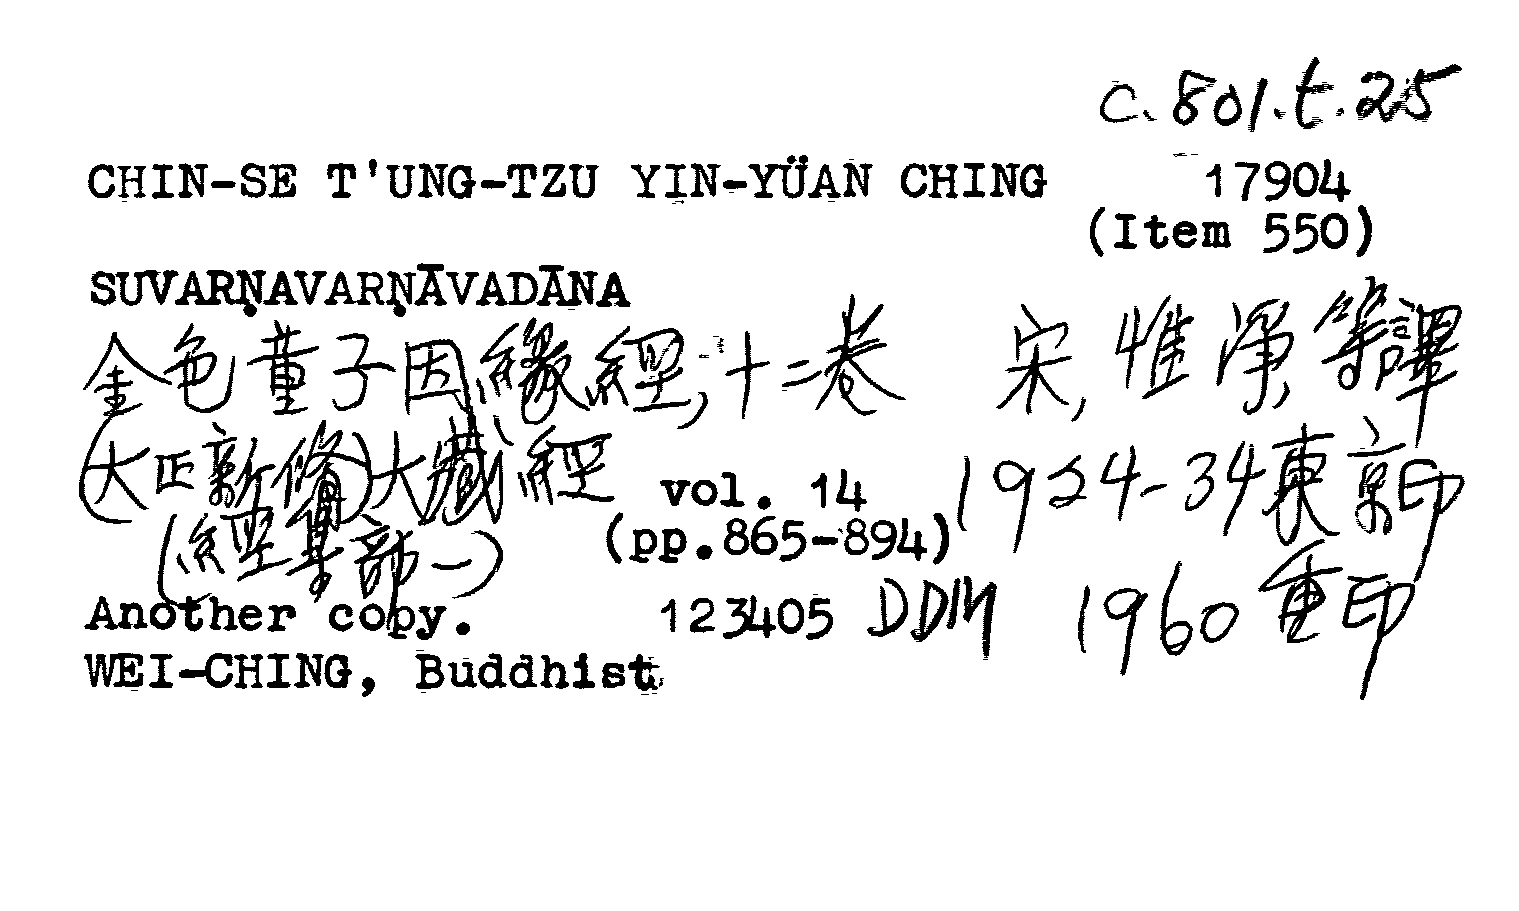 C.801.t.25
CHIN-SE T'UNG-TZU YIN-YÜAN CHING 17904
(Item 550)
SUVARṆAVARṆĀVADĀNA
金色童子因緣經,十二卷 宋,惟淨,等譯
(大正新脩)大藏經 vol. 14 1924-34東京印
(經集部一) (pp.865-894)
Another copy. 123405 DDM 1960重印
WEI-CHING, Buddhist